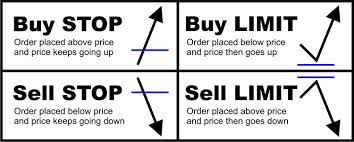 Buy STOP
Order placed above price
and price keeps going up
Buy LIMIT
Order placed below price
and price then goes up
Sell STOP
Order placed below price
and price keeps going down
Sell LIMIT
Order placed above price
and price then goes down